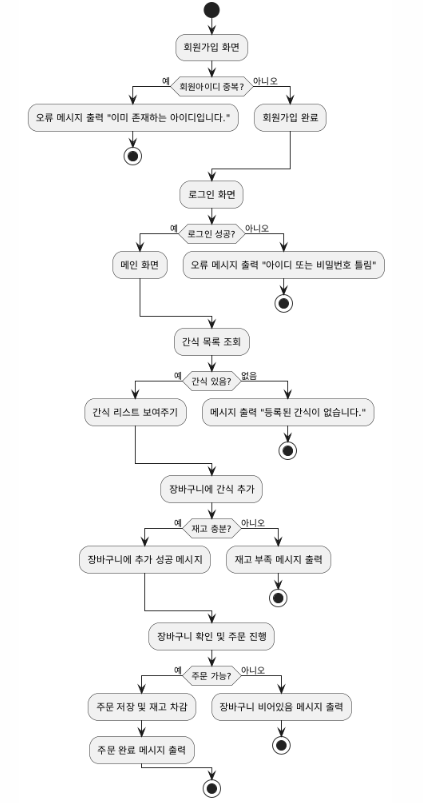 회원가입 화면
예
회원아이디 중복?
아니오
오류 메시지 출력 "이미 존재하는 아이디입니다."
회원가입 완료
로그인 화면
예
로그인 성공?
아니오
메인 화면
오류 메시지 출력 "아이디 또는 비밀번호 틀림"
간식 목록 조회
예
간식 있음?
없음
간식 리스트 보여주기
메시지 출력 "등록된 간식이 없습니다."
장바구니에 간식 추가
예
재고 충분?
아니오
장바구니에 추가 성공 메시지
재고 부족 메시지 출력
장바구니 확인 및 주문 진행
예
주문 가능?
아니오
주문 저장 및 재고 차감
장바구니 비어있음 메시지 출력
주문 완료 메시지 출력